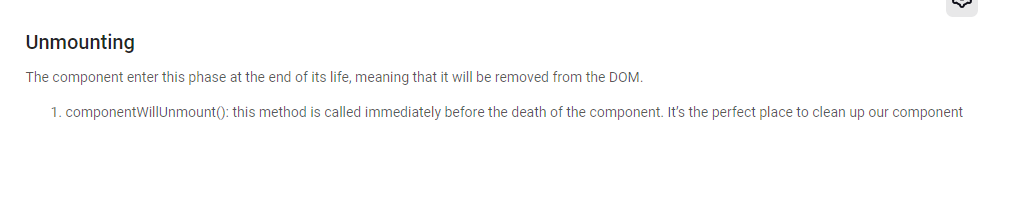 Unmounting
The component enter this phase at the end of its life, meaning that it will be removed from the DOM.
1. componentWillUnmount(): this method is called immediately before the death of the component. It's the perfect place to clean up our component